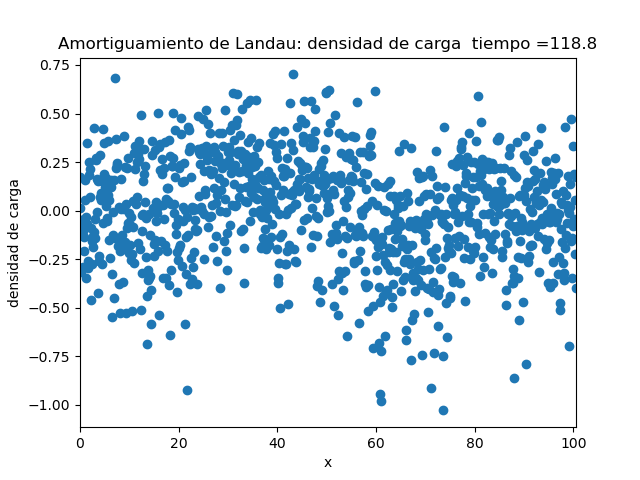 Amortiguamiento de Landau: densidad de carga  tiempo =118.8
0.75
0.50
0.25
0.00
−0.25
−0.50
−0.75
−1.00
densidad de carga
0 20 40 60 80 100
x